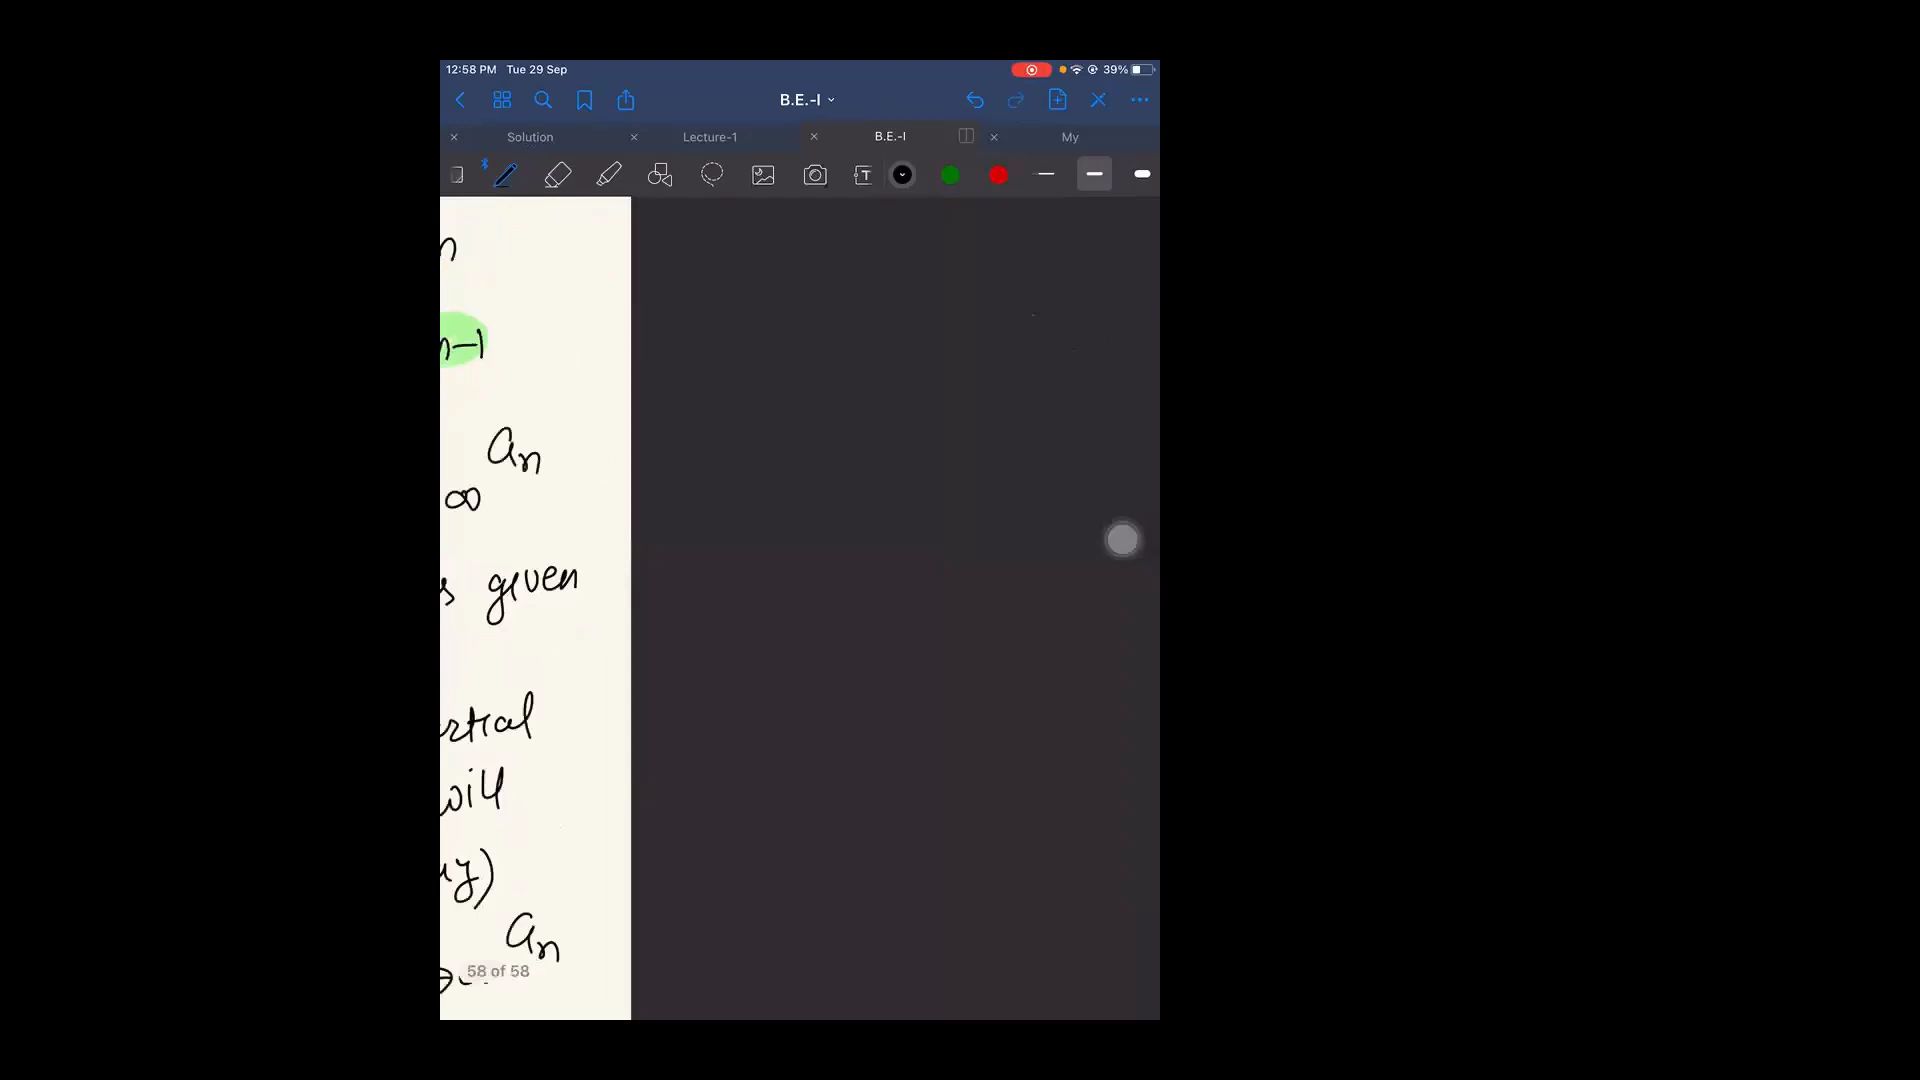 12:58 PM Tue 29 Sep 39%
B.E.-I
Solution Lecture-1 B.E.-I My
T
n
n-1
an
∞
s given
rtial
will
y)
an
58 of 58